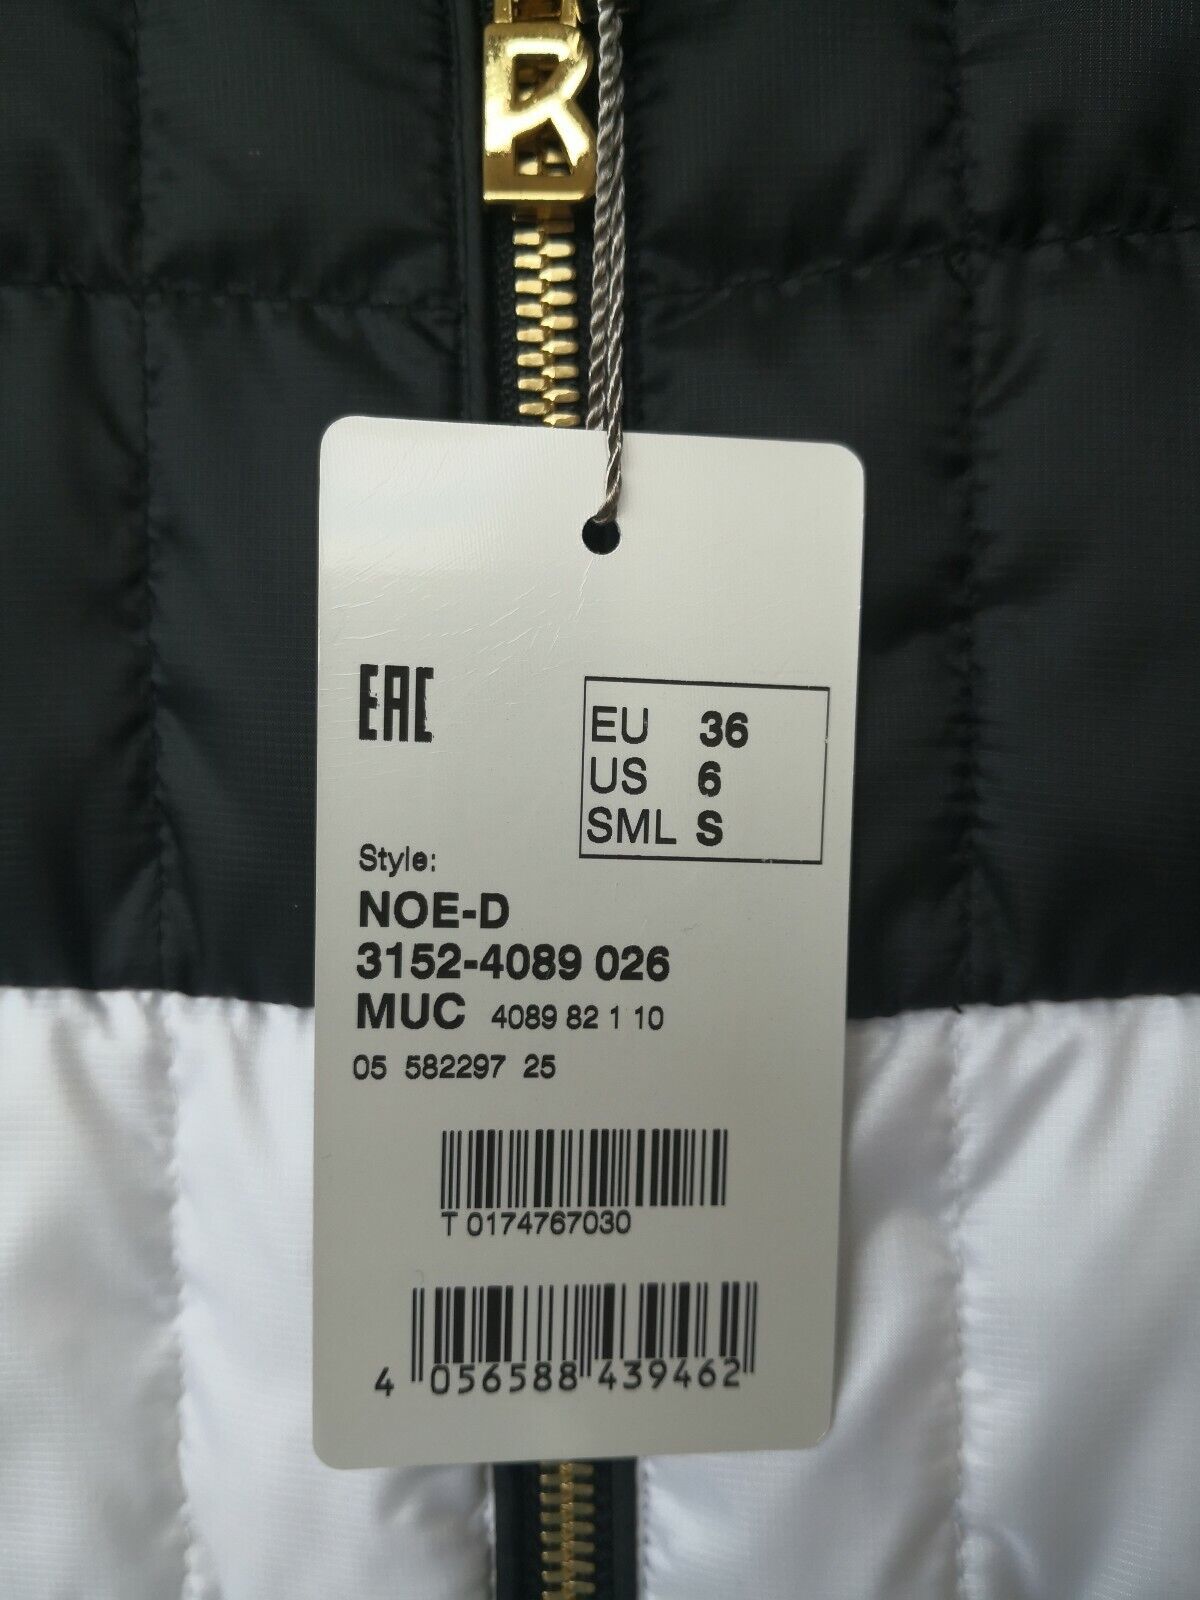 EAC
EU 36
US 6
SML S
Style:
NOE-D
3152-4089 026
MUC 4089 82 1 10
05 582297 25
T 0174767030
4 056588 439462